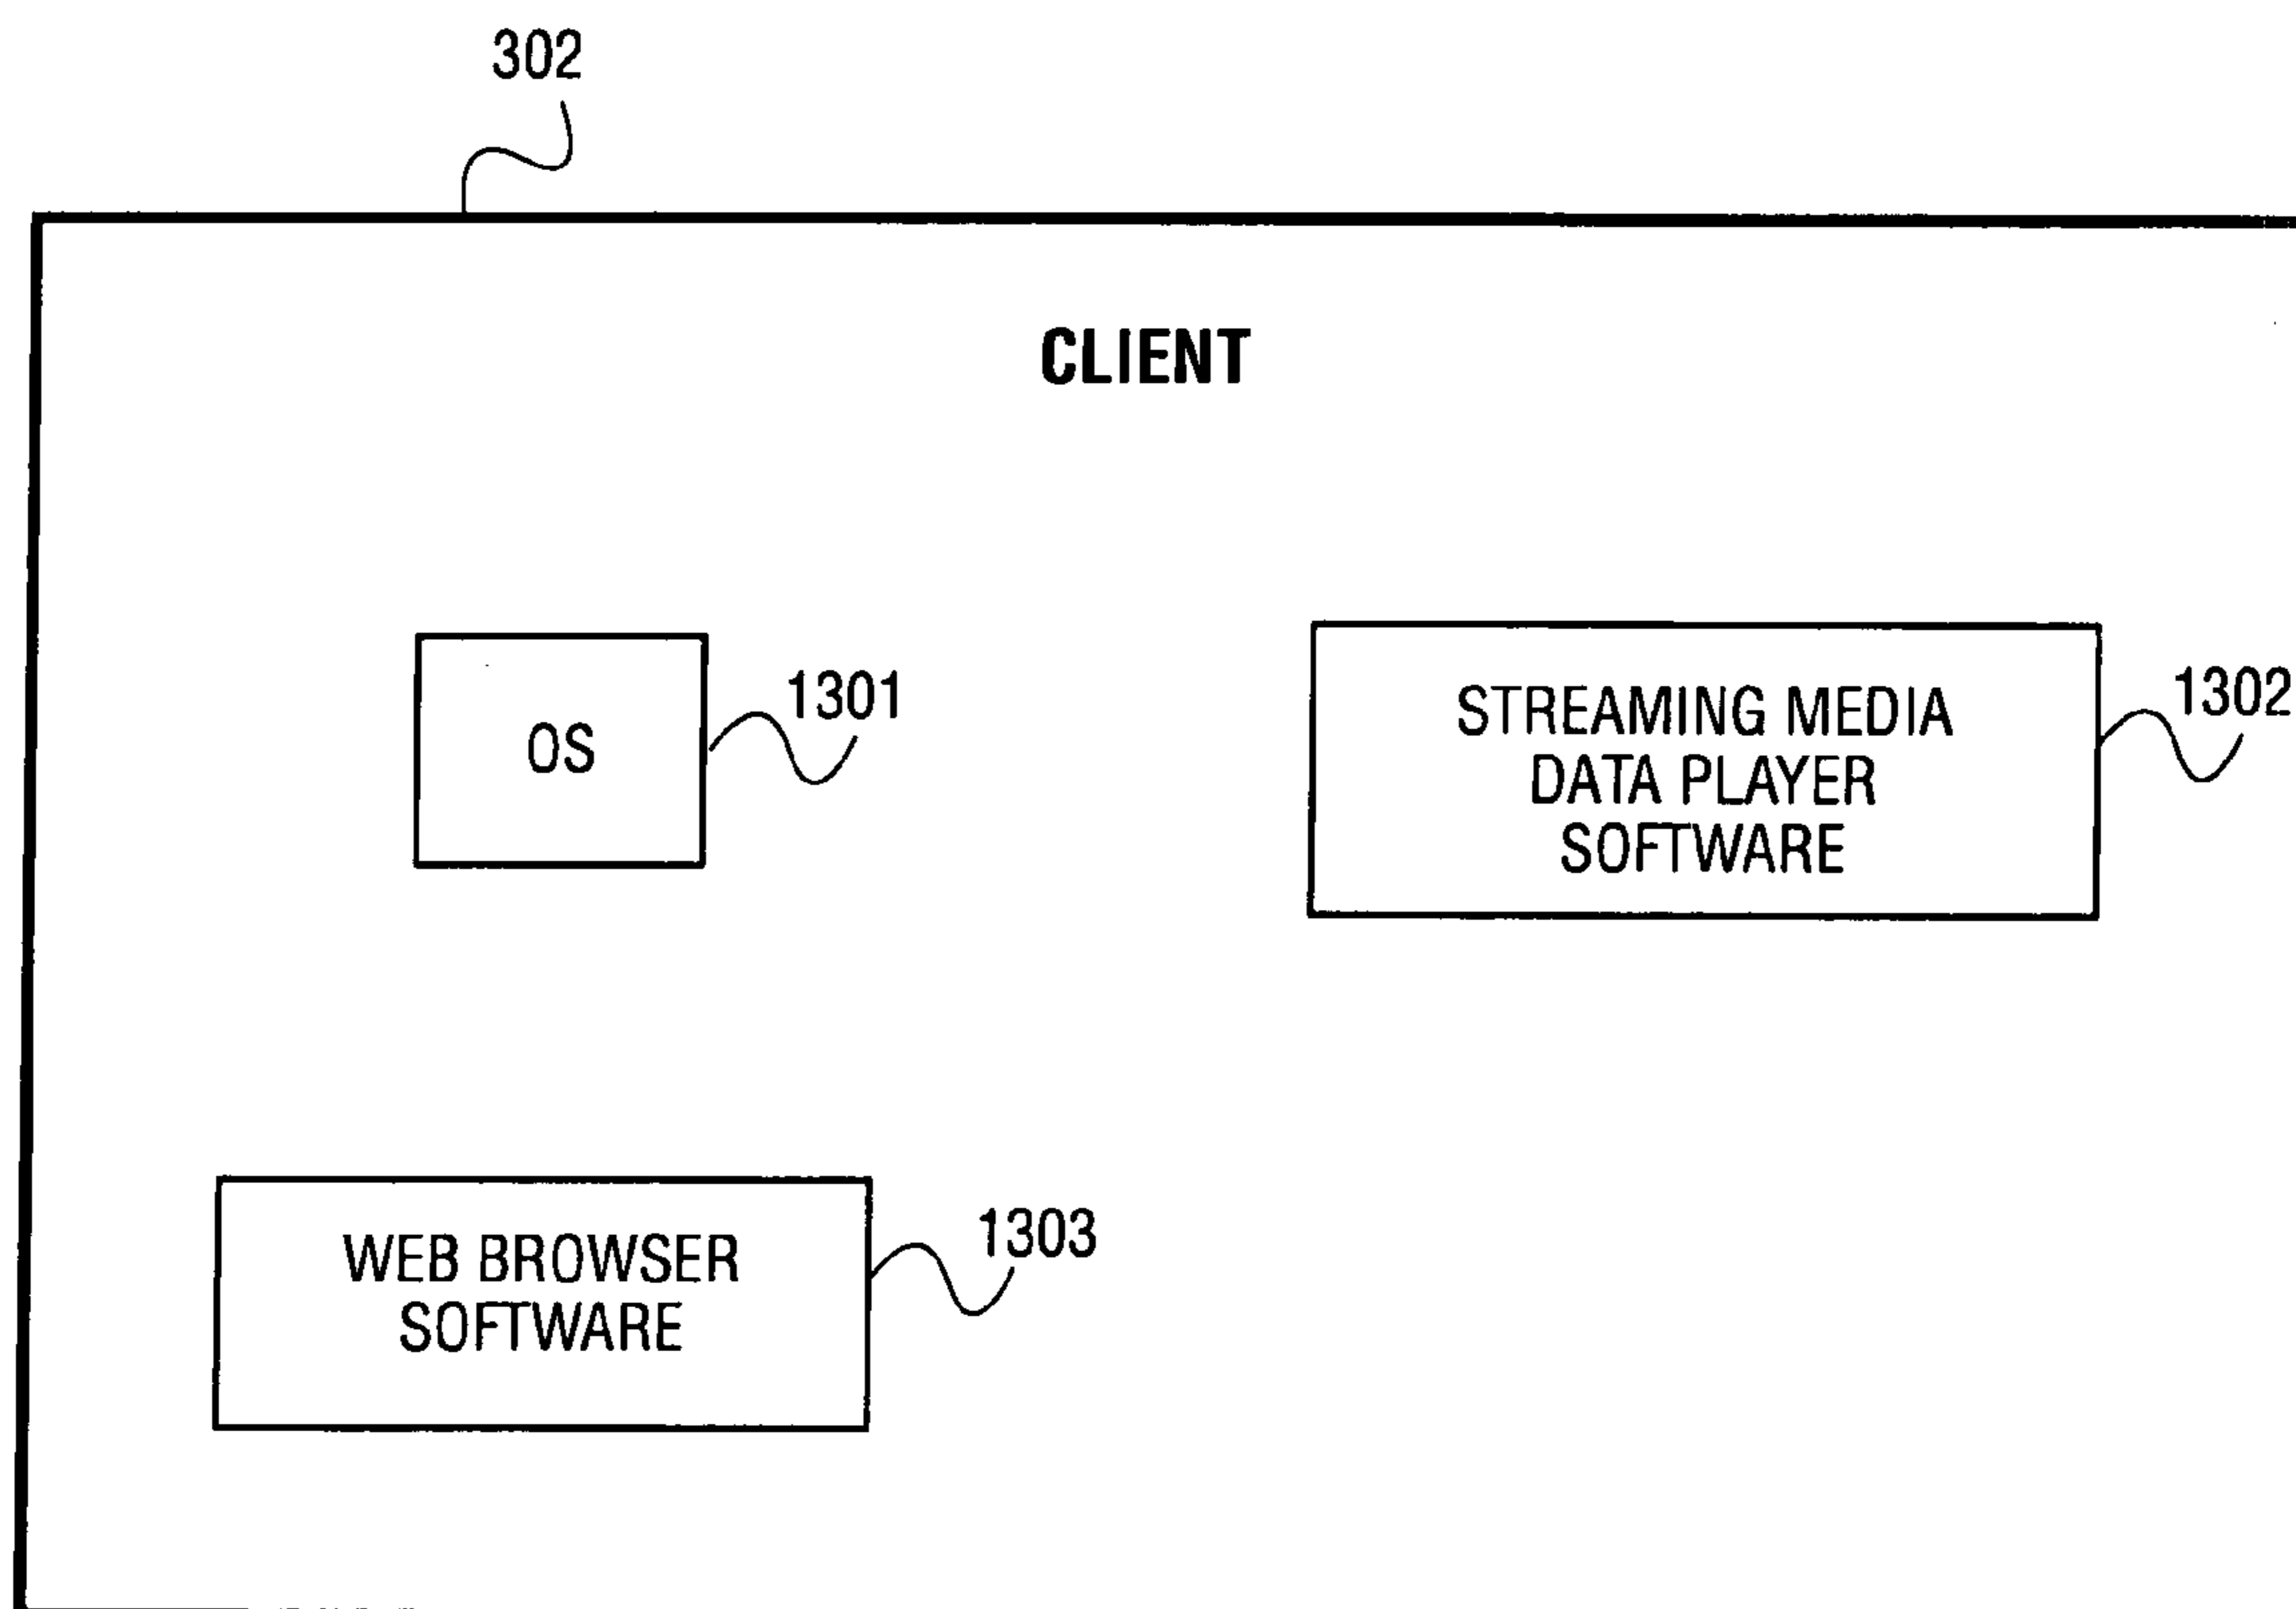 302
CLIENT
OS
1301
STREAMING MEDIA
DATA PLAYER
SOFTWARE
1302
WEB BROWSER
SOFTWARE
1303